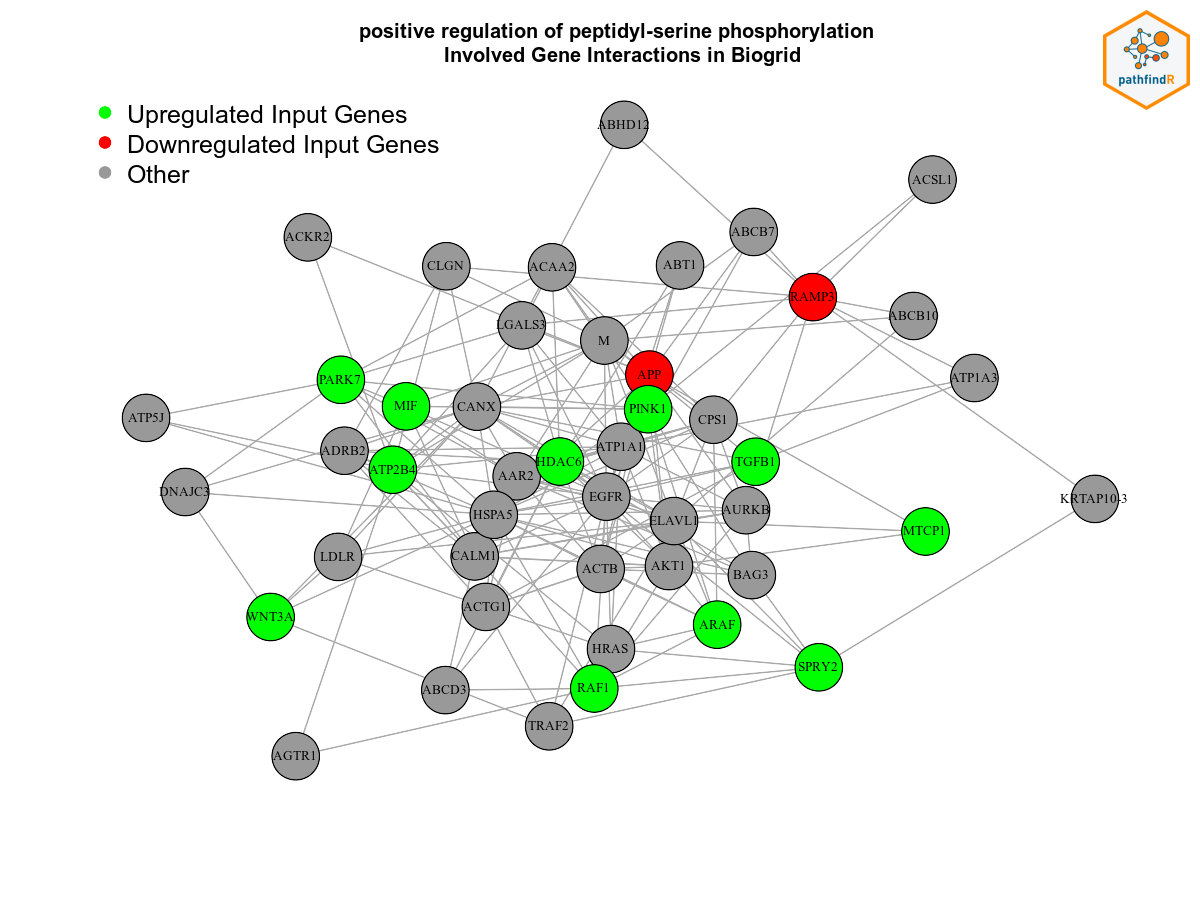 positive regulation of peptidyl-serine phosphorylation
Involved Gene Interactions in Biogrid
pathfindR
Upregulated Input Genes
Downregulated Input Genes
Other
ABHD12
ACSL1
ABCB7
ACKR2
CLGN
ACAA2
ABT1
RAMP3
ABCB10
LGALS3
M
APP
PARK7
ATP1A3
MIF
CANX
PINK1
CPS1
ATP5J
ADRB2
ATP2B4
HDAC6
ATP1A1
TGFB1
AAR2
DNAJC3
EGFR
KRTAP10-3
HSPA5
ELAVL1
AURKB
MTCP1
LDLR
CALM1
ACTB
AKT1
BAG3
WNT3A
ACTG1
ARAF
HRAS
SPRY2
ABCD3
RAF1
TRAF2
AGTR1